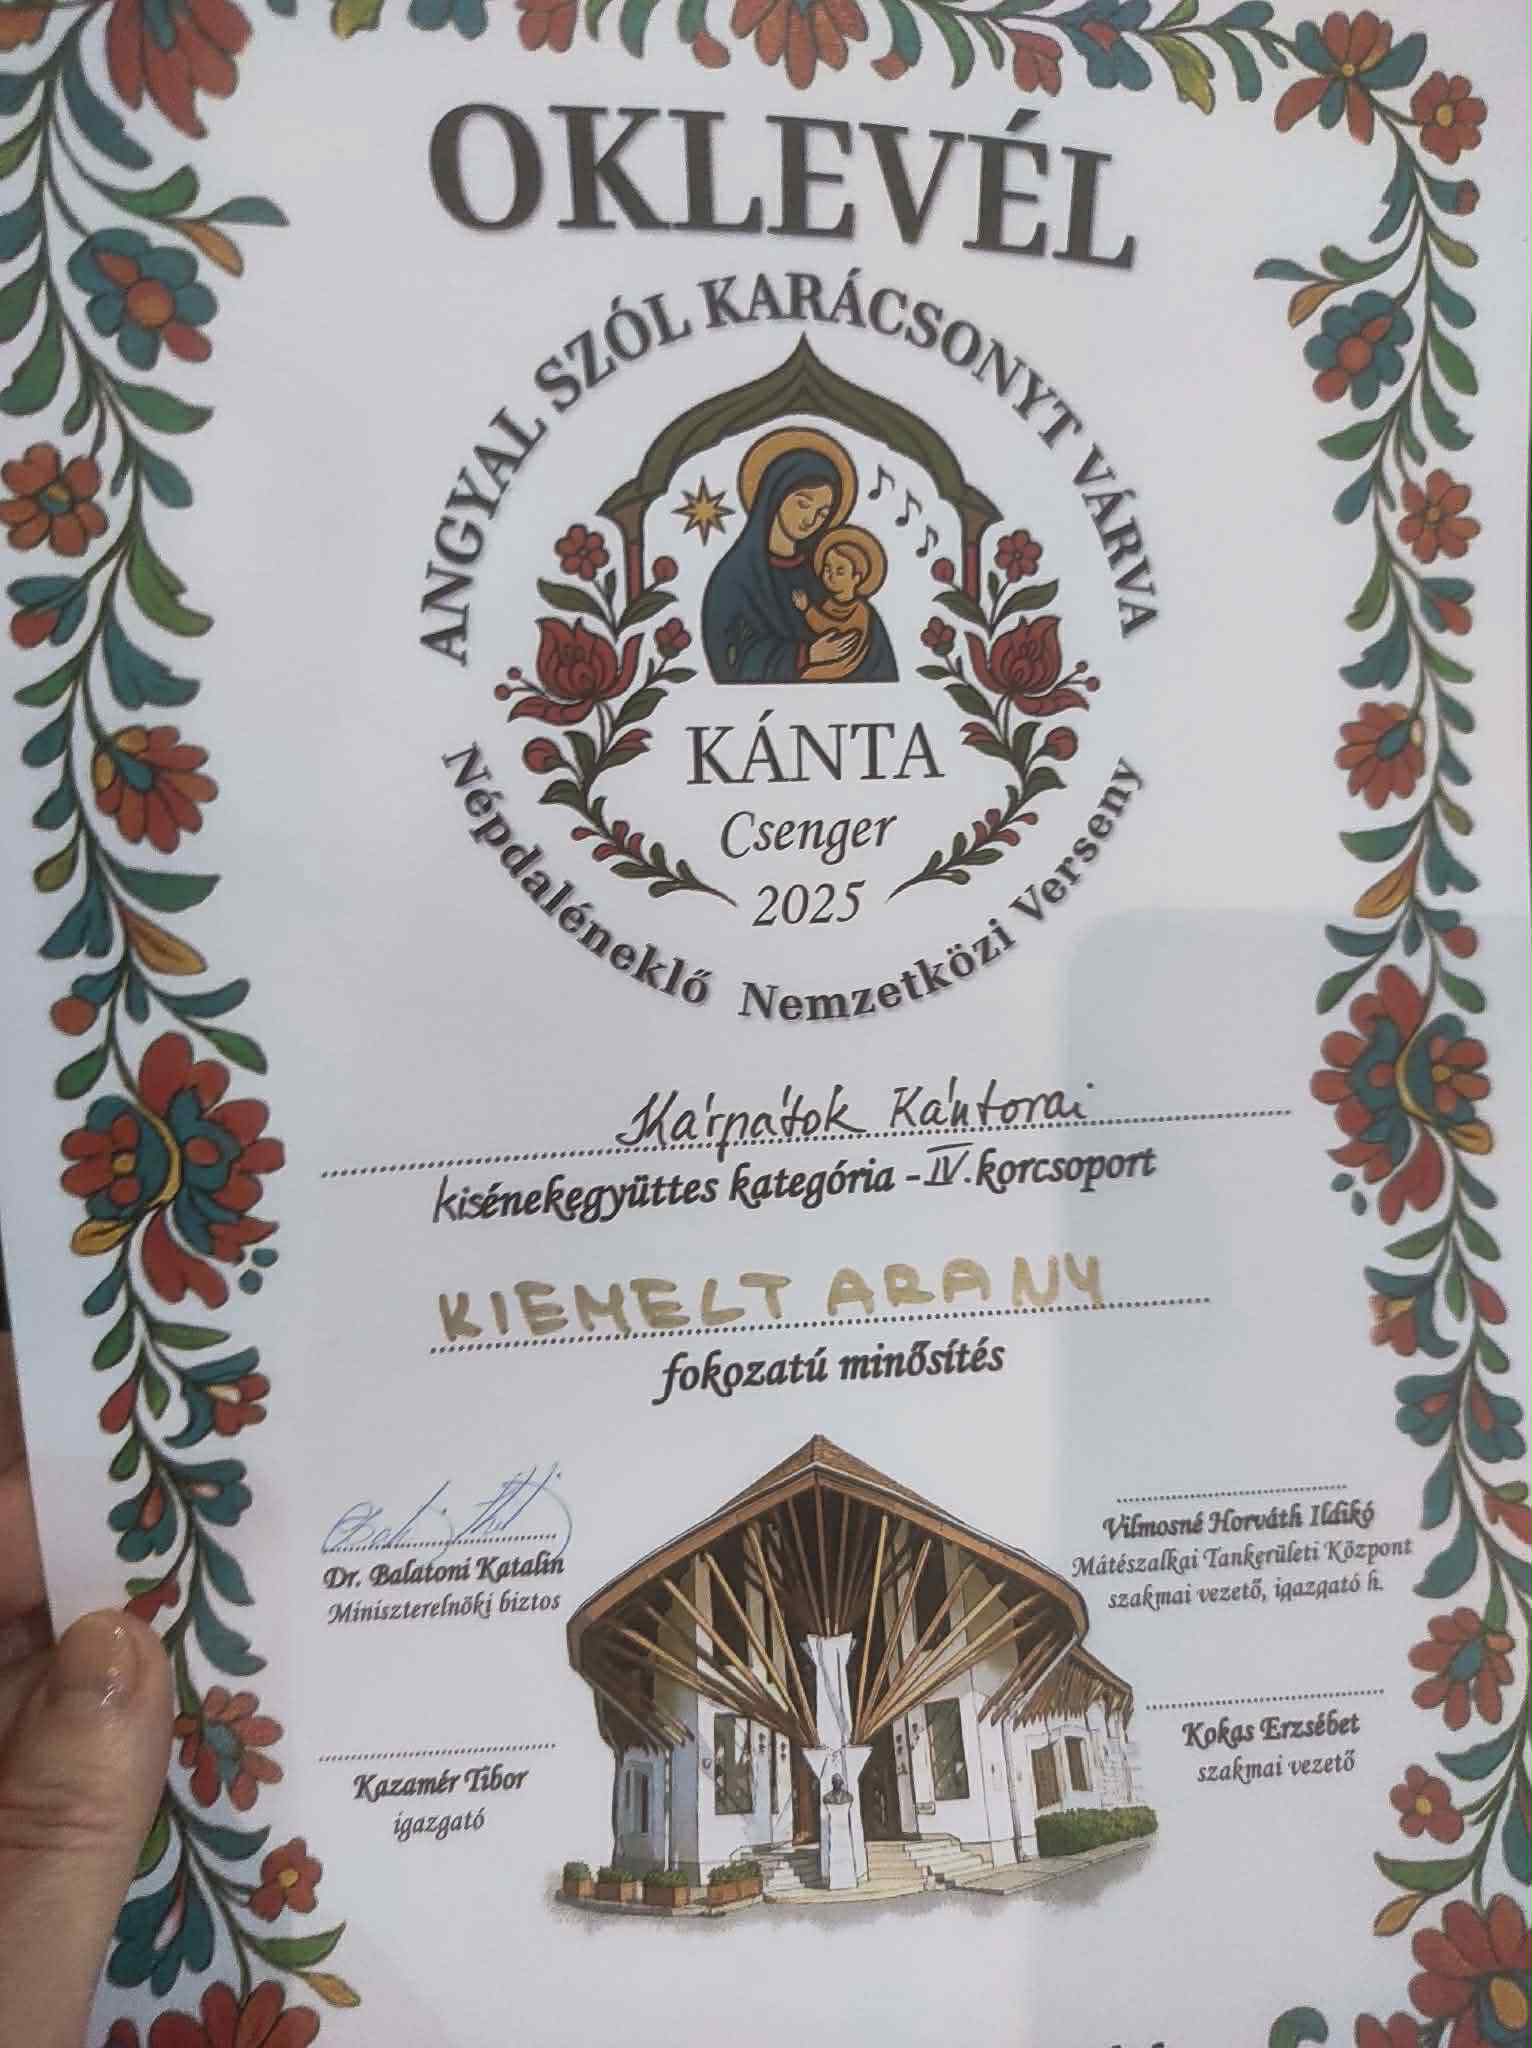 OKLEVÉL
ANGYAL SZÓL KARÁCSONYT VÁRVA
KÁNTA
Csenger
2025
Népdaléneklő Nemzetközi Verseny
Kárpátok Kántorai
kisénekegyüttes kategória - IV. korcsoport
KIEMELT ARANY
fokozatú minősítés
Dr. Balatoni Katalin
Miniszterelnöki biztos
Vilmosné Horváth Ildikó
Mátészalkai Tankerületi Központ
szakmai vezető, igazgató h.
Kazamér Tibor
igazgató
Kokas Erzsébet
szakmai vezető